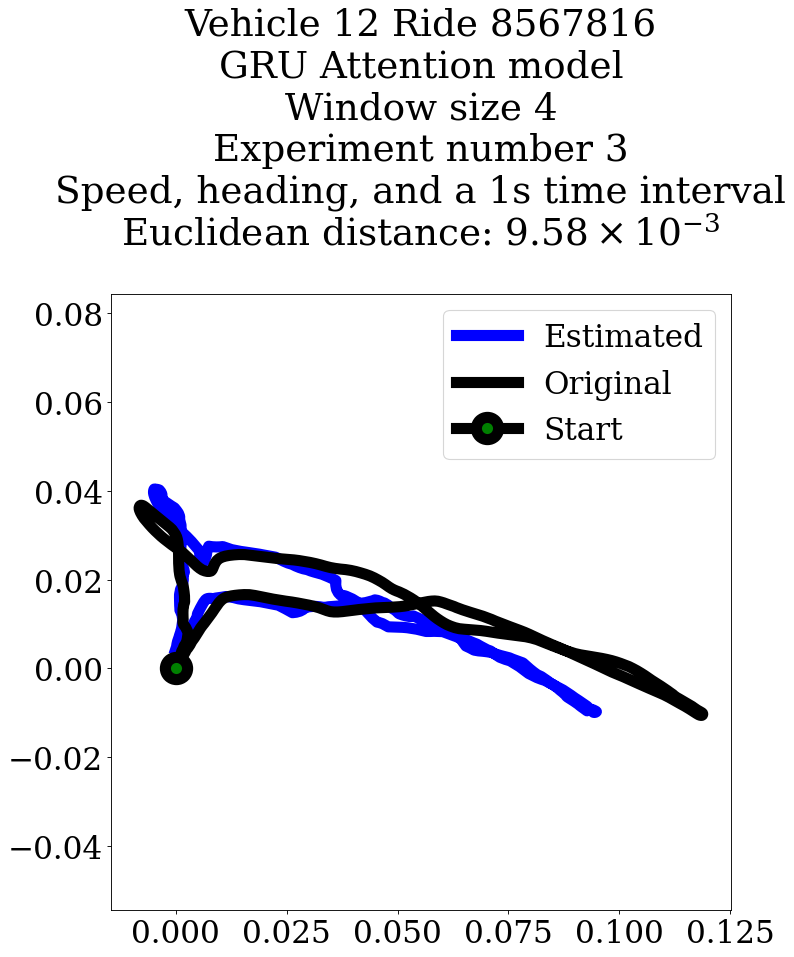 Vehicle 12 Ride 8567816
GRU Attention model
Window size 4
Experiment number 3
Speed, heading, and a 1s time interval
Euclidean distance: 9.58 × 10⁻³
Estimated
Original
Start
0.08
0.06
0.04
0.02
0.00
−0.02
−0.04
0.000 0.025 0.050 0.075 0.100 0.125